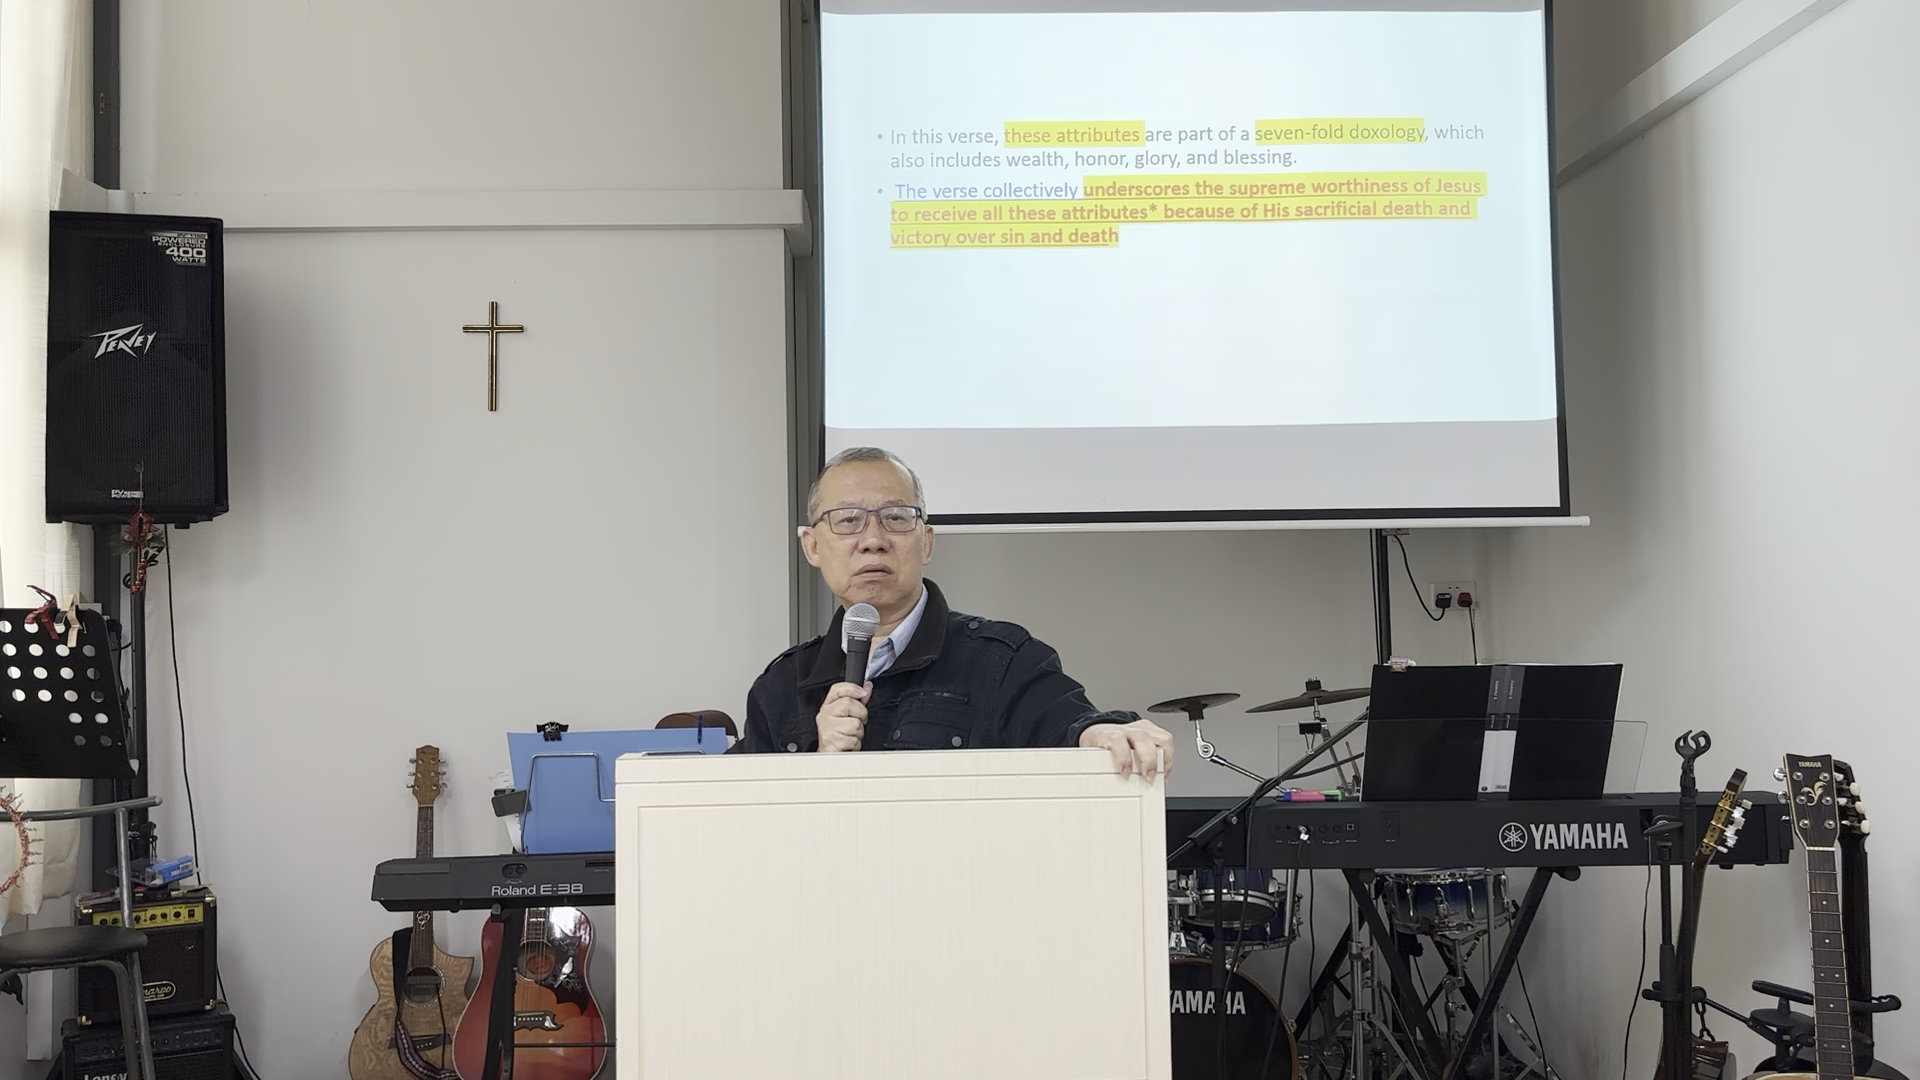 • In this verse, these attributes are part of a seven-fold doxology, which
also includes wealth, honor, glory, and blessing.
• The verse collectively underscores the supreme worthiness of Jesus
to receive all these attributes* because of His sacrificial death and
victory over sin and death
POWERED
ENCLOSURE
400
WATTS
PEAVEY
Roland E-38
YAMAHA
YAMAHA
YAMAHA